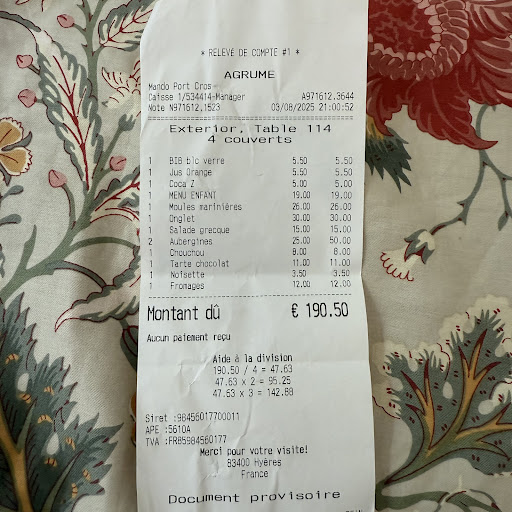 * RELEVÉ DE COMPTE #1 *
AGRUME
Mando Port Cros-
Caisse 1/534414-Manager A971612.3644
Note N971612,1523 03/08/2025 21:00:52
Exterior, Table 114
4 couverts
1 BIB blc verre 5.50 5.50
1 Jus Orange 5.50 5.50
1 Coca Z 5.00 5.00
1 MENU ENFANT 19.00 19.00
1 Moules marinières 26.00 26.00
1 Onglet 30.00 30.00
1 Salade grecque 15.00 15.00
2 Aubergines 25.00 50.00
1 Chouchou 8.00 8.00
1 Tarte chocolat 11.00 11.00
1 Noisette 3.50 3.50
1 Fromages 12.00 12.00
Montant dû € 190.50
Aucun paiement reçu
Aide à la division
190.50 / 4 = 47.63
47.63 x 2 = 95.25
47.63 x 3 = 142.88
Siret :98456017700011
APE :5610A
TVA :FR85984560177
Merci pour votre visite!
83400 Hyères
France
Document provisoire